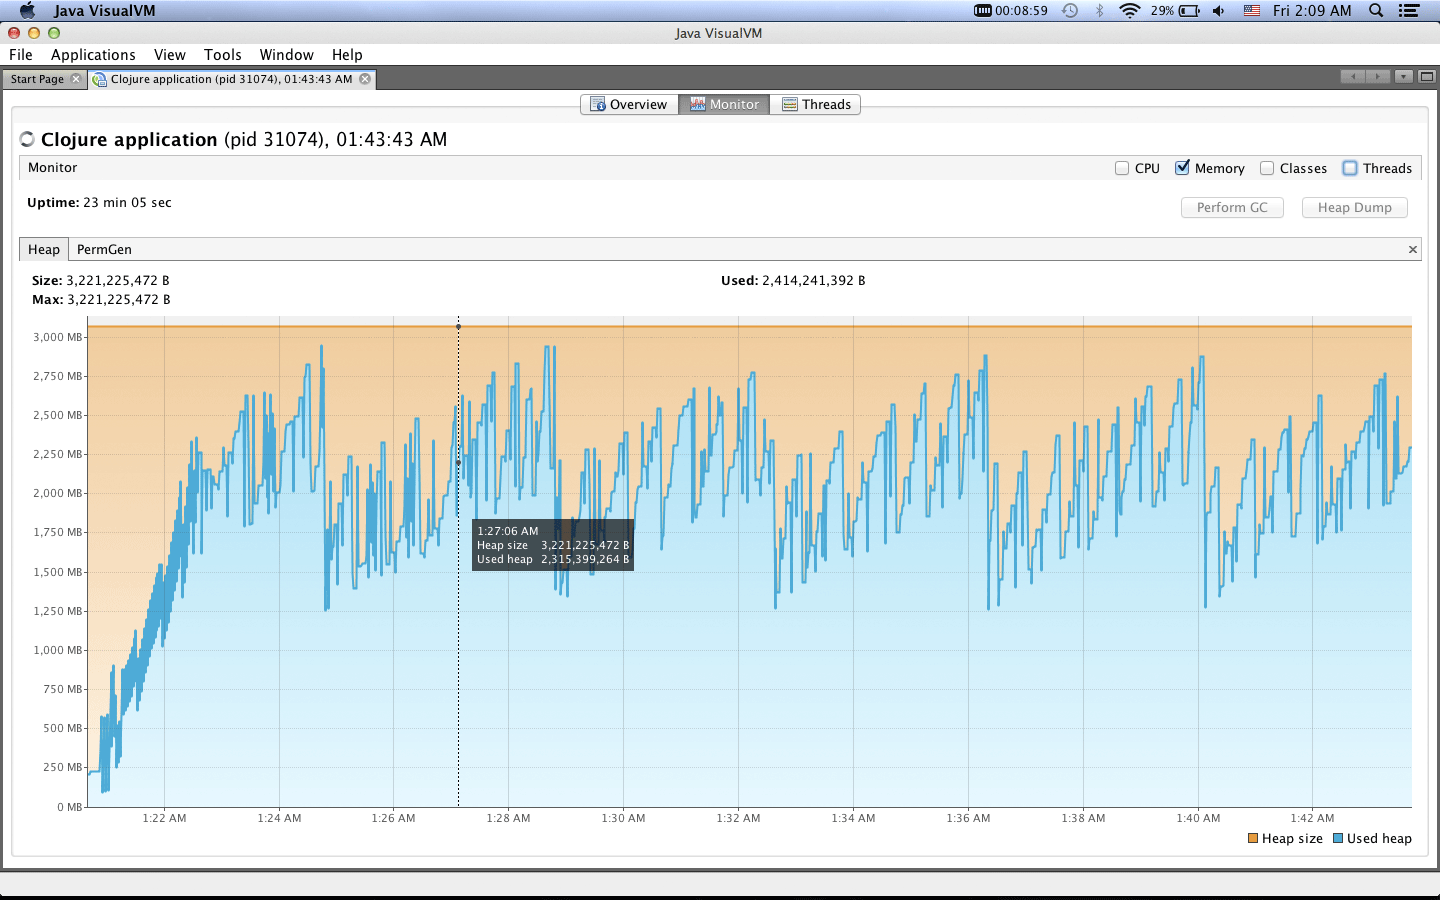 Java VisualVM 00:08:59 29% Fri 2:09 AM
Java VisualVM
File Applications View Tools Window Help
Start Page Clojure application (pid 31074), 01:43:43 AM
Overview Monitor Threads
Clojure application (pid 31074), 01:43:43 AM
Monitor CPU Memory Classes Threads
Uptime: 23 min 05 sec
Perform GC Heap Dump
Heap PermGen
Size: 3,221,225,472 B Used: 2,414,241,392 B
Max: 3,221,225,472 B
3,000 MB
2,750 MB
2,500 MB
2,250 MB
2,000 MB
1,750 MB
1,500 MB
1,250 MB
1,000 MB
750 MB
500 MB
250 MB
0 MB
1:27:06 AM
Heap size 3,221,225,472 B
Used heap 2,315,399,264 B
1:22 AM 1:24 AM 1:26 AM 1:28 AM 1:30 AM 1:32 AM 1:34 AM 1:36 AM 1:38 AM 1:40 AM 1:42 AM
Heap size Used heap